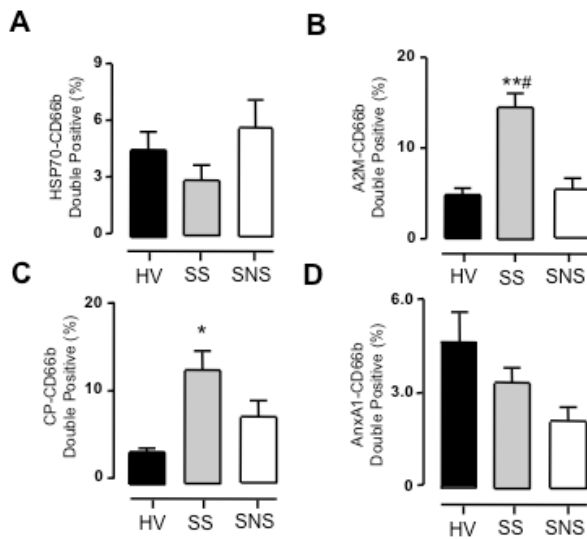 A
HSP70-CD66b
Double Positive (%)
9
6
3
0
HV SS SNS
B
A2M-CD66b
Double Positive (%)
20
10
0
**#
HV SS SNS
C
CP-CD66b
Double Positive (%)
20
10
0
*
HV SS SNS
D
AnxA1-CD66b
Double Positive (%)
6.0
3.0
0.0
HV SS SNS